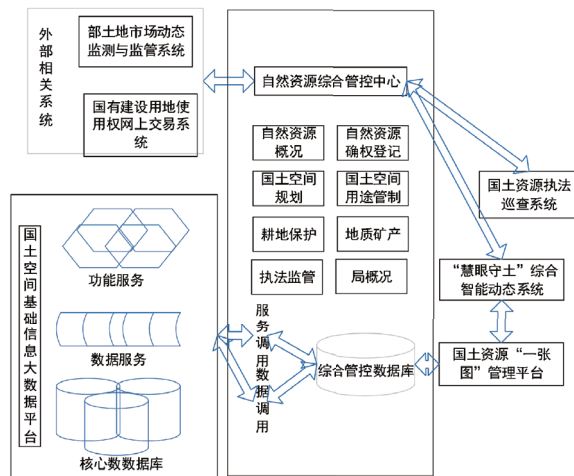 外部相关系统
部土地市场动态
监测与监管系统
国有建设用地使
用权网上交易系
统
自然资源综合管控中心
自然资源
概况
自然资源
确权登记
国土空间
规划
国土空间
用途管制
耕地保护
地质矿产
执法监管
局概况
服务调用
数据调用
综合管控数据库
国土资源执法
巡查系统
“慧眼守土”综合
智能动态系统
国土资源“一张
图”管理平台
国土空间基础信息大数据平台
功能服务
数据服务
核心数数据库